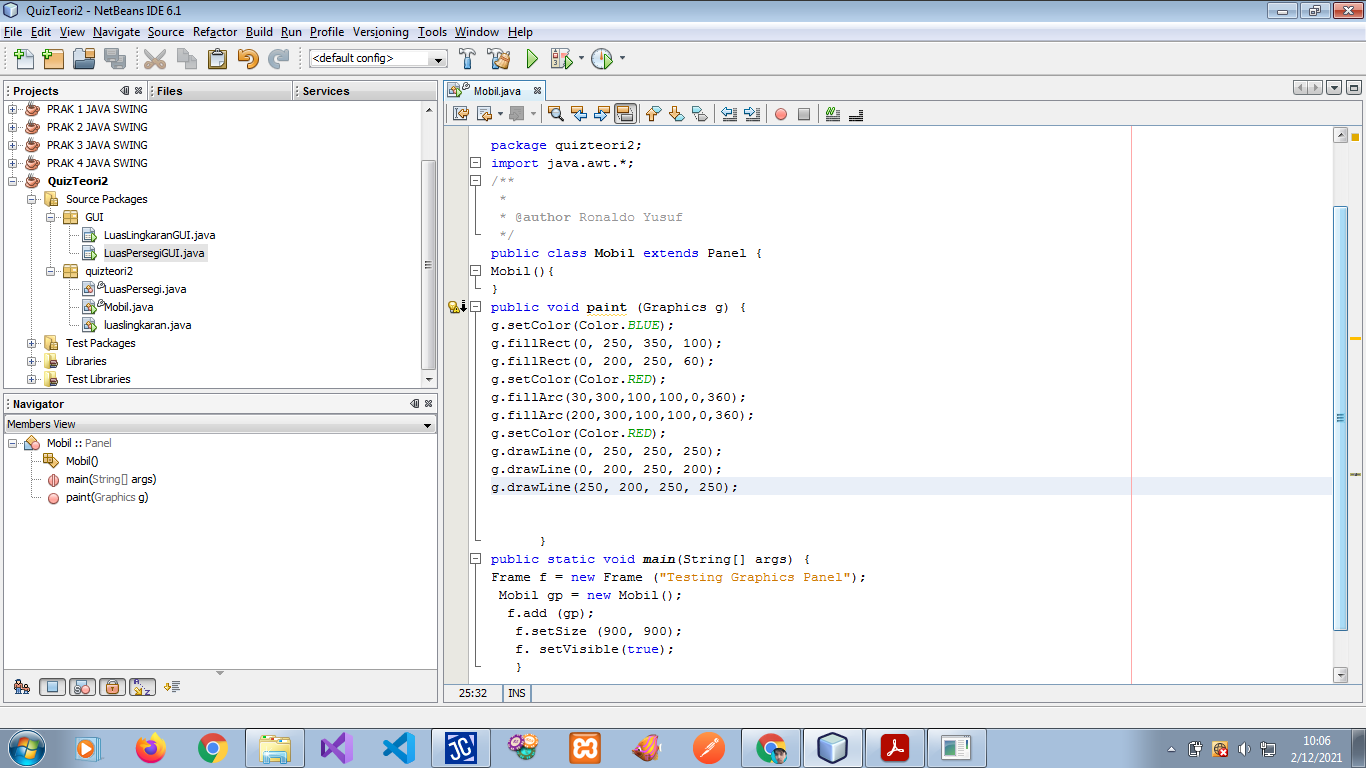 QuizTeori2 - NetBeans IDE 6.1
File Edit View Navigate Source Refactor Build Run Profile Versioning Tools Window Help
<default config>
Projects
Files
Services
PRAK 1 JAVA SWING
PRAK 2 JAVA SWING
PRAK 3 JAVA SWING
PRAK 4 JAVA SWING
QuizTeori2
Source Packages
GUI
LuasLingkaranGUI.java
LuasPersegiGUI.java
quizteori2
LuasPersegi.java
Mobil.java
luaslingkaran.java
Test Packages
Libraries
Test Libraries
Navigator
Members View
Mobil :: Panel
Mobil()
main(String[] args)
paint(Graphics g)
Mobil.java
package quizteori2;
import java.awt.*;
/**
*
* @author Ronaldo Yusuf
*/
public class Mobil extends Panel {
Mobil(){
}
public void paint (Graphics g) {
g.setColor(Color.BLUE);
g.fillRect(0, 250, 350, 100);
g.fillRect(0, 200, 250, 60);
g.setColor(Color.RED);
g.fillArc(30,300,100,100,0,360);
g.fillArc(200,300,100,100,0,360);
g.setColor(Color.RED);
g.drawLine(0, 250, 250, 250);
g.drawLine(0, 200, 250, 200);
g.drawLine(250, 200, 250, 250);
}
public static void main(String[] args) {
Frame f = new Frame ("Testing Graphics Panel");
Mobil gp = new Mobil();
f.add (gp);
f.setSize (900, 900);
f. setVisible(true);
}
25:32 INS
JC
10:06
2/12/2021